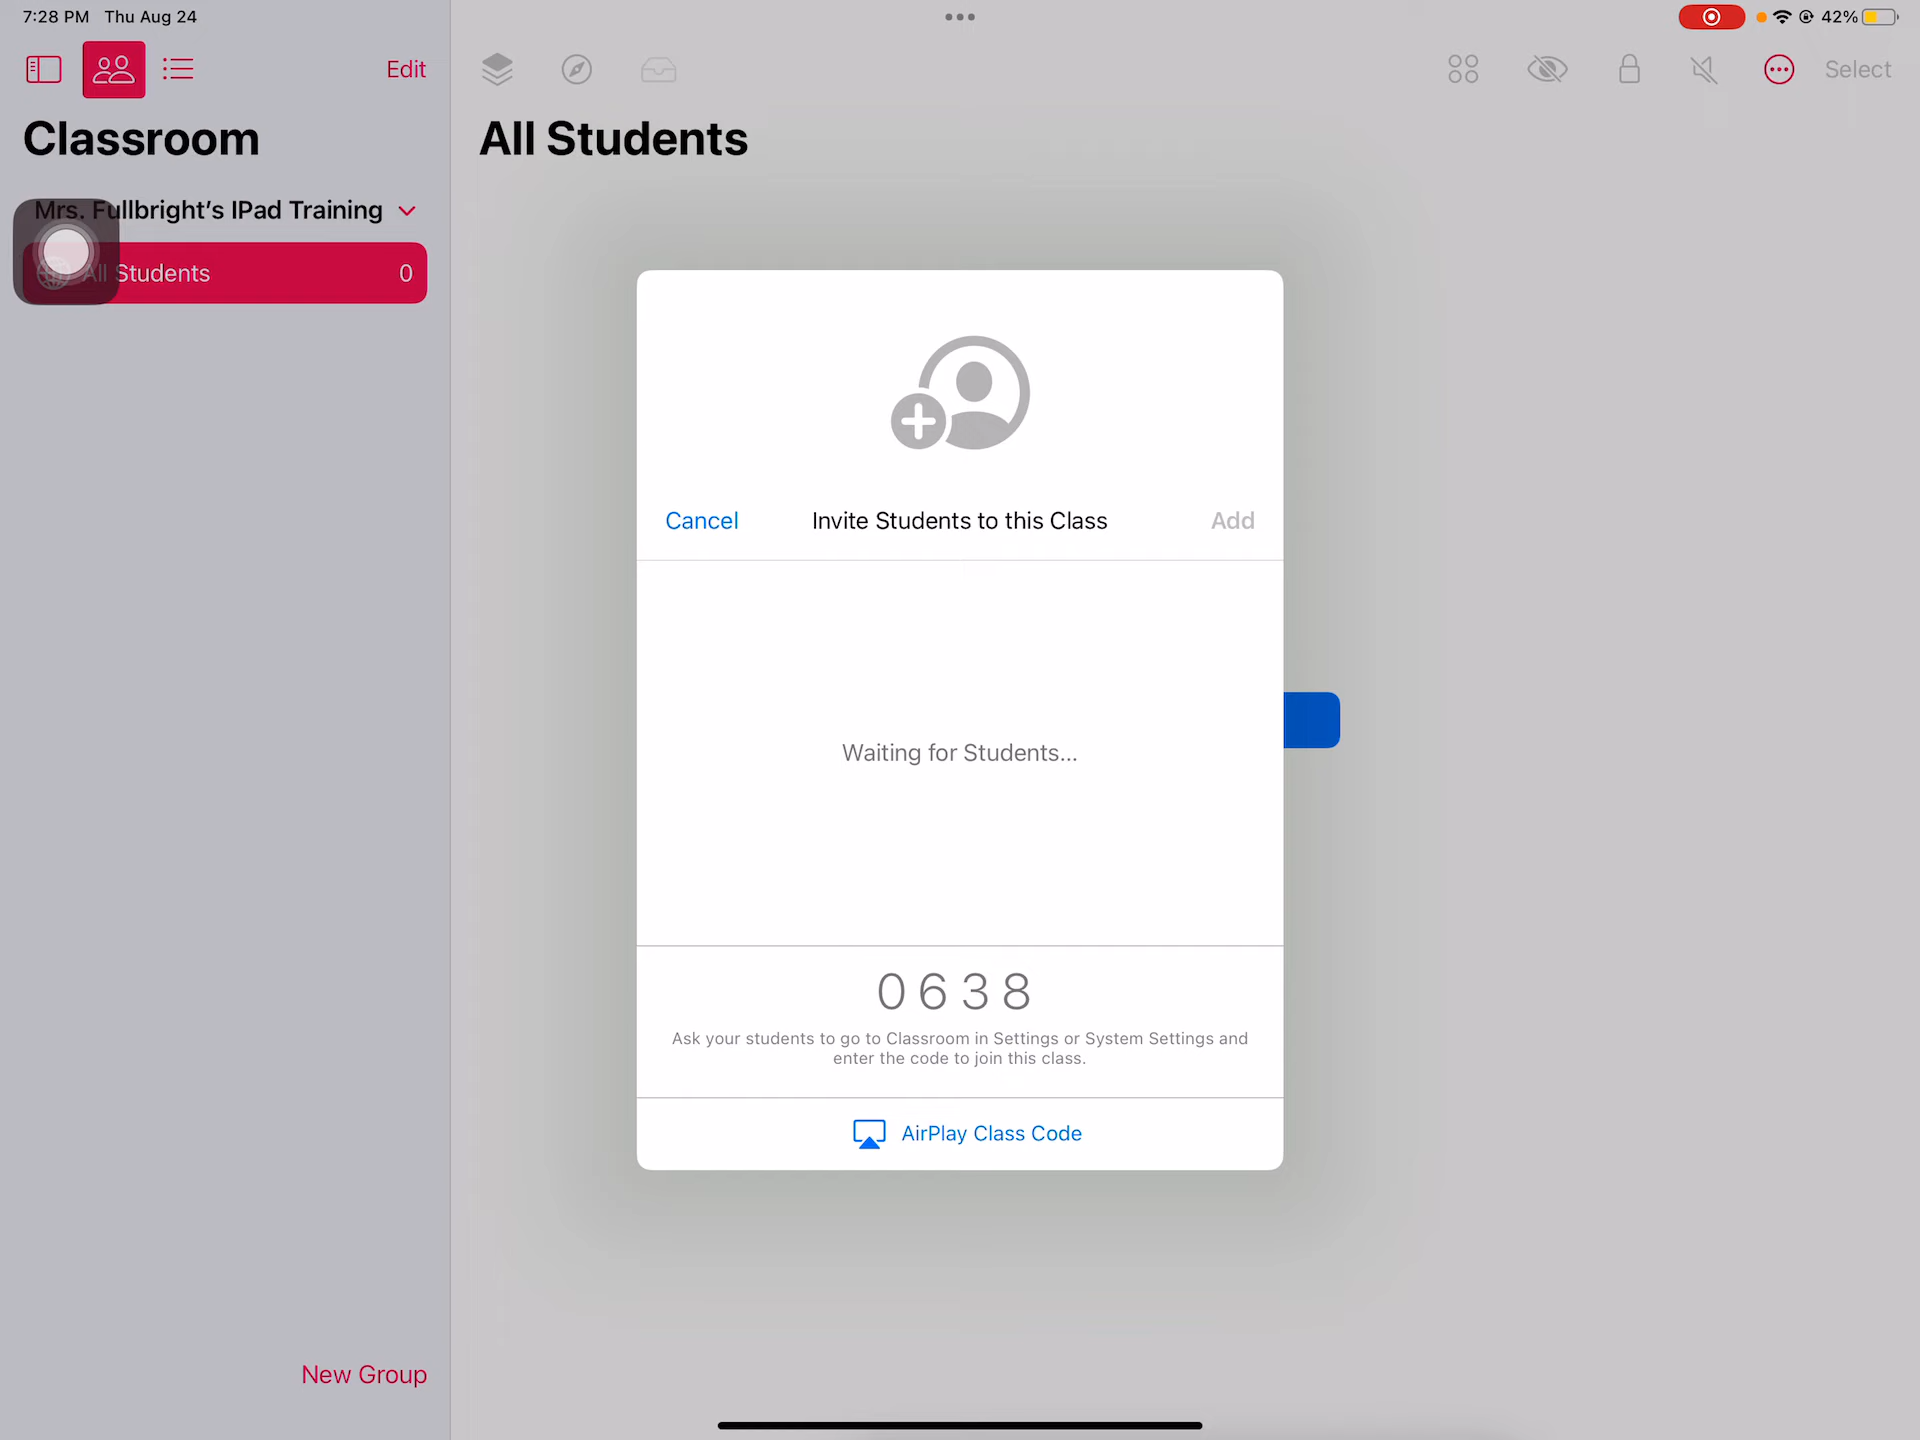 7:28 PM Thu Aug 24
42%
Edit
Select
Classroom
All Students
Mrs. Fullbright’s IPad Training
All Students 0
Cancel
Invite Students to this Class
Add
Waiting for Students...
0638
Ask your students to go to Classroom in Settings or System Settings and
enter the code to join this class.
AirPlay Class Code
New Group